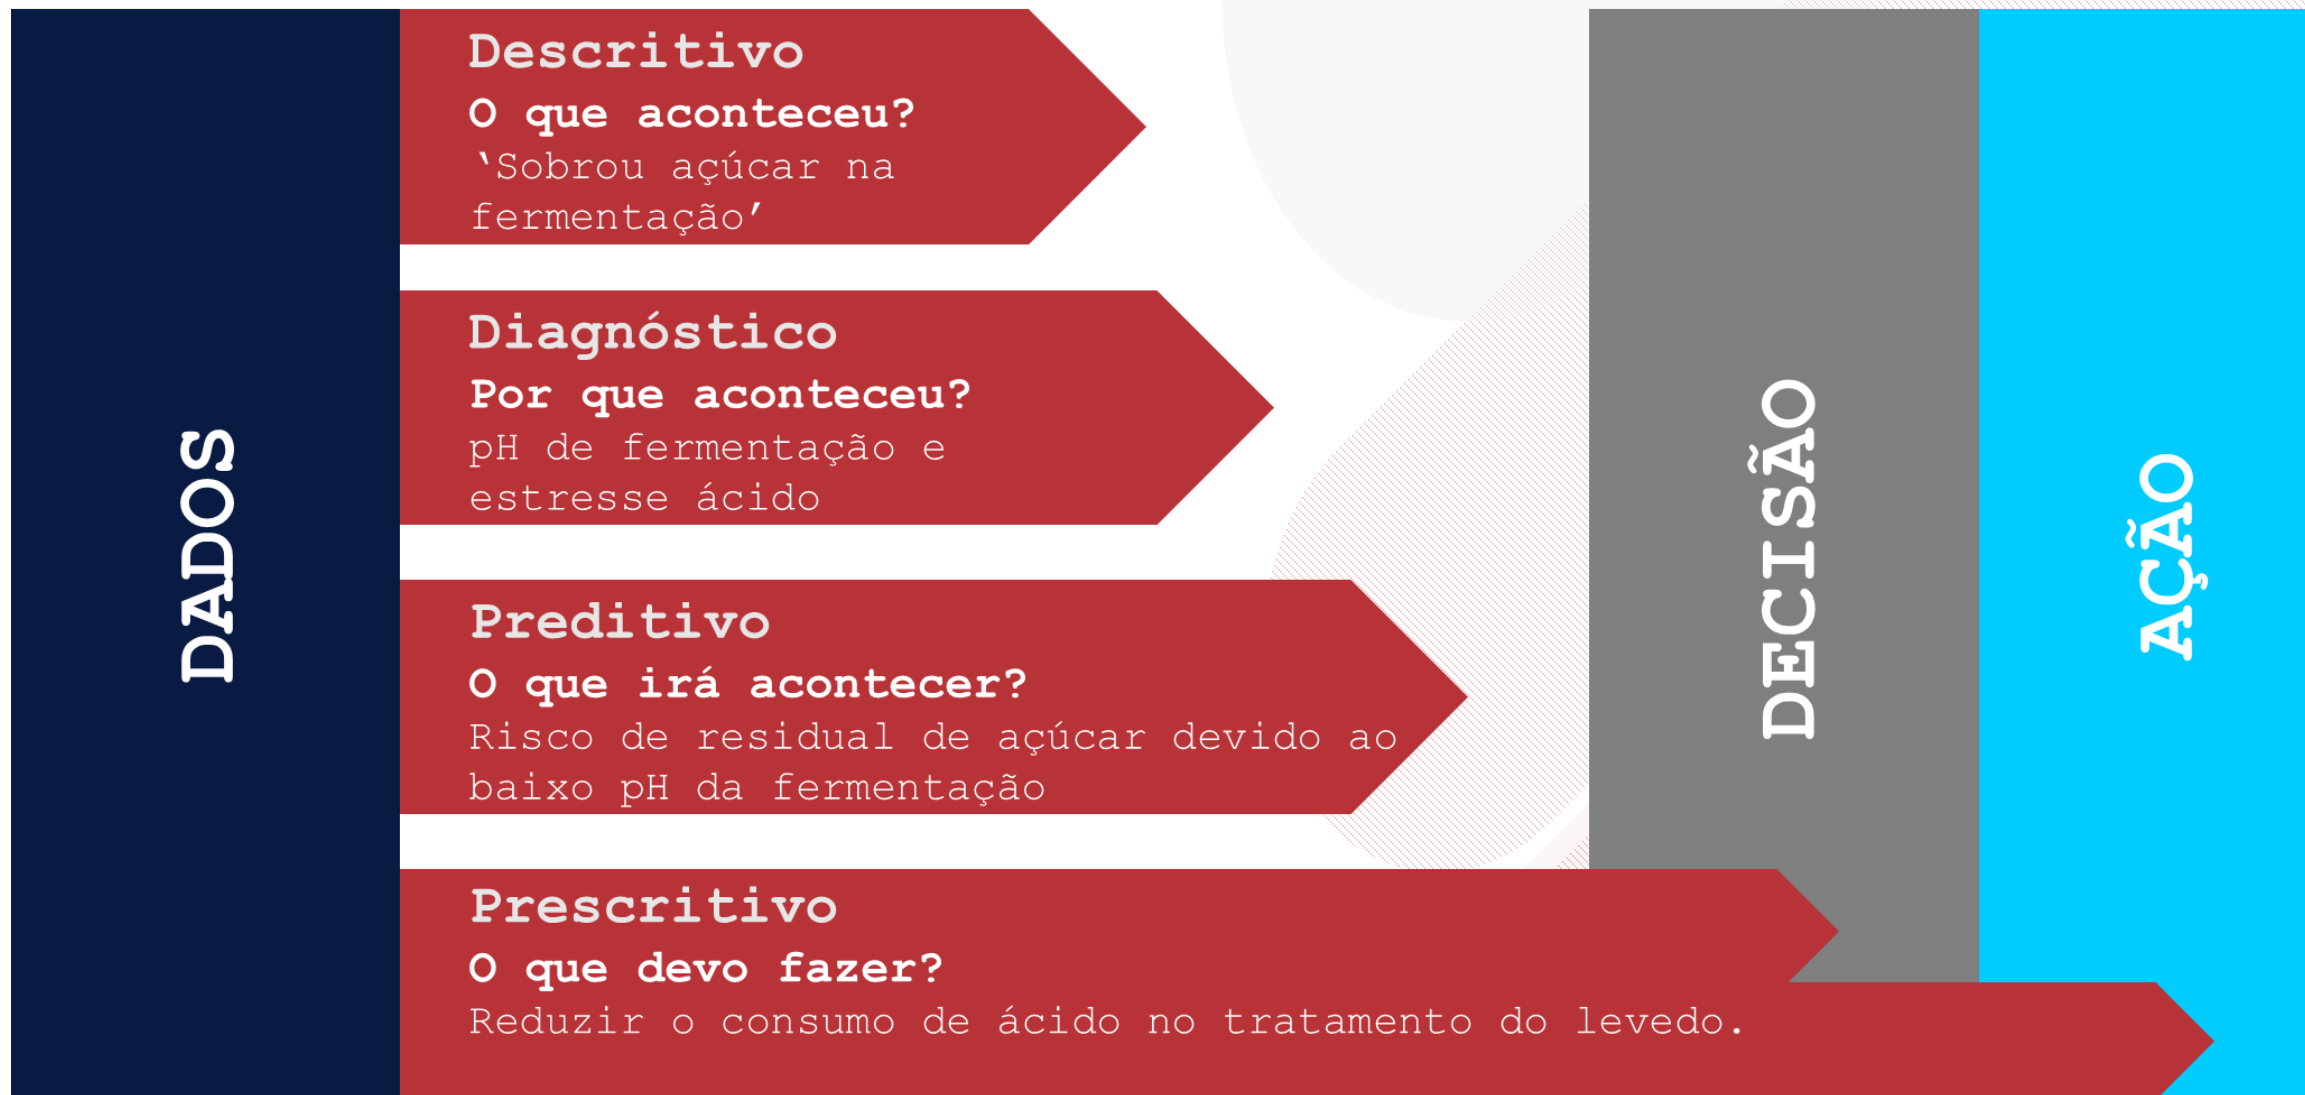 DADOS
Descritivo
O que aconteceu?
‘Sobrou açúcar na
fermentação’
Diagnóstico
Por que aconteceu?
pH de fermentação e
estresse ácido
Preditivo
O que irá acontecer?
Risco de residual de açúcar devido ao
baixo pH da fermentação
Prescritivo
O que devo fazer?
Reduzir o consumo de ácido no tratamento do levedo.
DECISÃO
AÇÃO